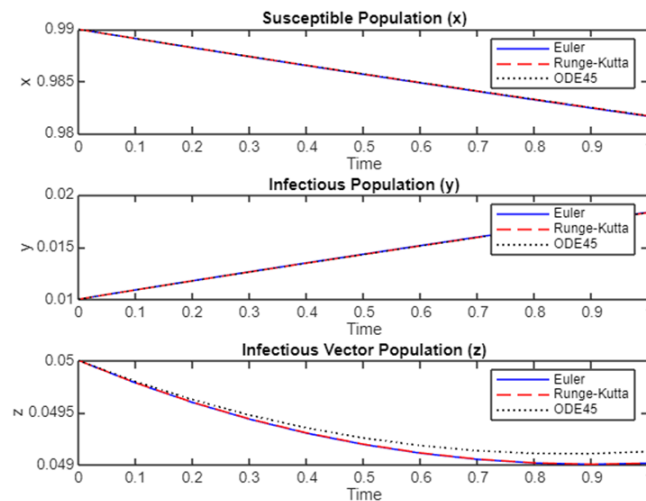 Susceptible Population (x)
0.99
0.985
0.98
x
Euler
Runge-Kutta
ODE45
0 0.1 0.2 0.3 0.4 0.5 0.6 0.7 0.8 0.9
Time
Infectious Population (y)
0.02
0.015
0.01
y
Euler
Runge-Kutta
ODE45
0 0.1 0.2 0.3 0.4 0.5 0.6 0.7 0.8 0.9
Time
Infectious Vector Population (z)
0.05
0.0495
0.049
z
Euler
Runge-Kutta
ODE45
0 0.1 0.2 0.3 0.4 0.5 0.6 0.7 0.8 0.9
Time